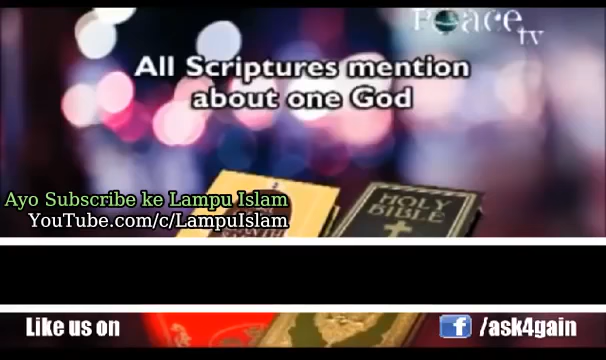 Peace tv
All Scriptures mention
about one God
Ayo Subscribe ke Lampu Islam
YouTube.com/c/LampuIslam
HOLY
BIBLE
Like us on
/ask4gain